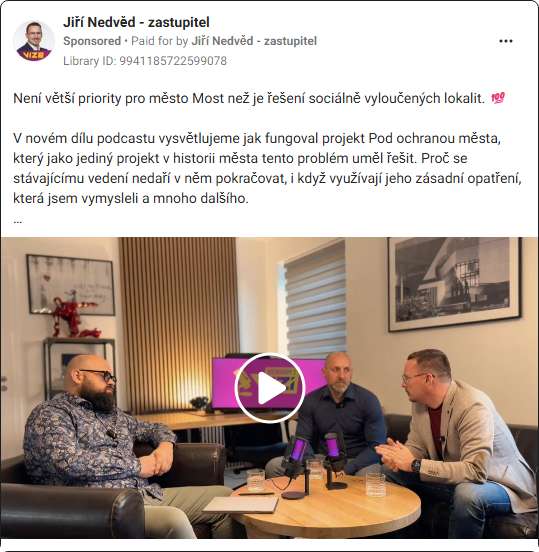 Jiří Nedvěd - zastupitel
Sponsored • Paid for by Jiří Nedvěd - zastupitel
Library ID: 9941185722599078
Není větší priority pro město Most než je řešení sociálně vyloučených lokalit. 💯
V novém dílu podcastu vysvětlujeme jak fungoval projekt Pod ochranou města,
který jako jediný projekt v historii města tento problém uměl řešit. Proč se
stávajícímu vedení nedaří v něm pokračovat, i když využívají jeho zásadní opatření,
která jsem vymysleli a mnoho dalšího.
...